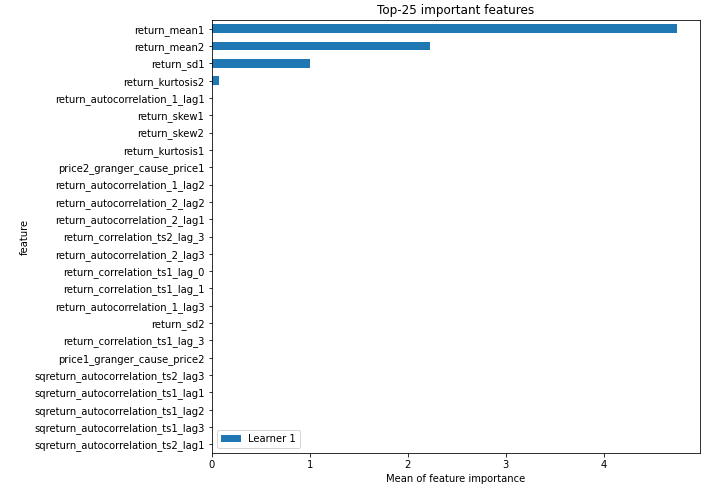 Top-25 important features
return_mean1
return_mean2
return_sd1
return_kurtosis2
return_autocorrelation_1_lag1
return_skew1
return_skew2
return_kurtosis1
price2_granger_cause_price1
return_autocorrelation_1_lag2
return_autocorrelation_2_lag2
return_autocorrelation_2_lag1
return_correlation_ts2_lag_3
return_autocorrelation_2_lag3
return_correlation_ts1_lag_0
return_correlation_ts1_lag_1
return_autocorrelation_1_lag3
return_sd2
return_correlation_ts1_lag_3
price1_granger_cause_price2
sqreturn_autocorrelation_ts2_lag3
sqreturn_autocorrelation_ts1_lag1
sqreturn_autocorrelation_ts1_lag2
sqreturn_autocorrelation_ts1_lag3
sqreturn_autocorrelation_ts2_lag1
feature
Learner 1
0 1 2 3 4
Mean of feature importance